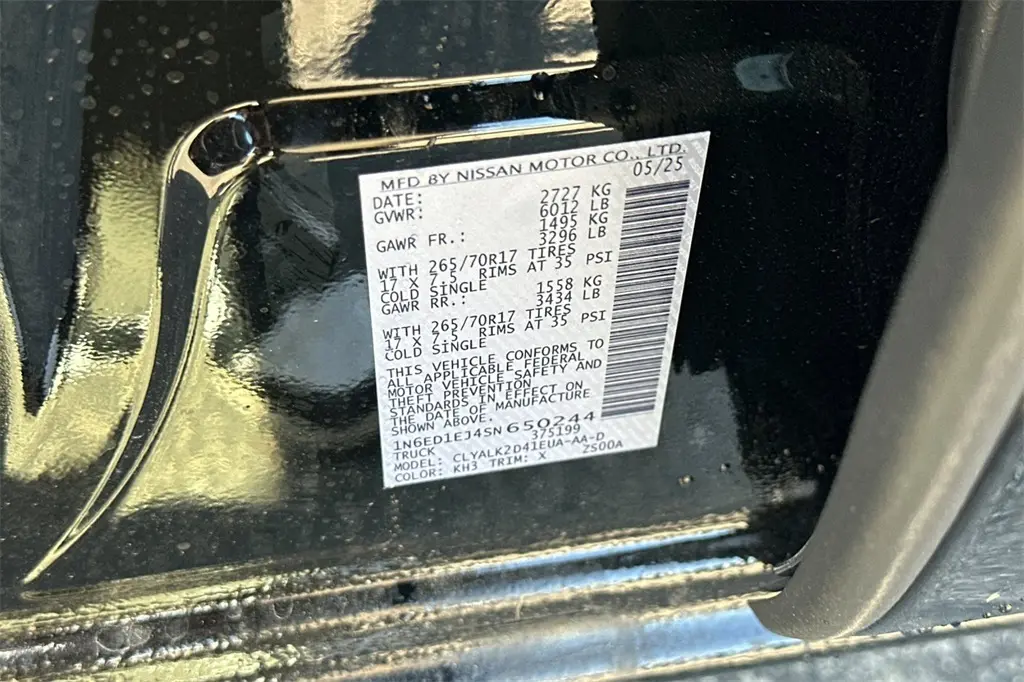 MFD BY NISSAN MOTOR CO., LTD.
DATE: 05/25
GVWR: 2727 KG
6012 LB
GAWR FR.: 1495 KG
3296 LB
WITH 265/70R17 TIRES
17 X 7.5 RIMS AT 35 PSI
COLD SINGLE
GAWR RR.: 1558 KG
3434 LB
WITH 265/70R17 TIRES
17 X 7.5 RIMS AT 35 PSI
COLD SINGLE
THIS VEHICLE CONFORMS TO
ALL APPLICABLE FEDERAL
MOTOR VEHICLE SAFETY AND
THEFT PREVENTION
STANDARDS IN EFFECT ON
THE DATE OF MANUFACTURE
SHOWN ABOVE.
1N6ED1EJ4SN650244
TRUCK 375199
MODEL: CLYALK2D41EUA-AA-D
COLOR: KH3 TRIM: X ZS00A